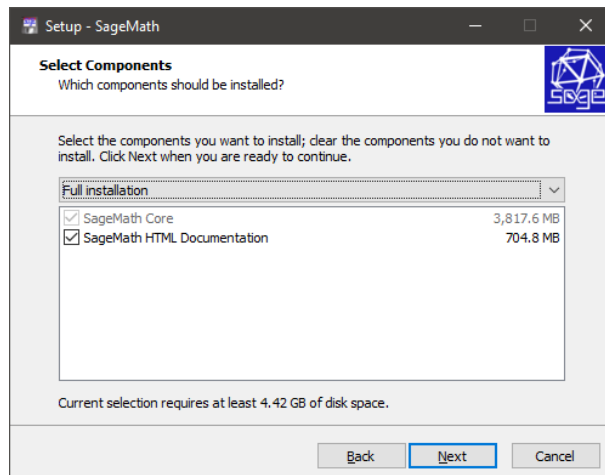 Setup - SageMath
Select Components
Which components should be installed?
sage
Select the components you want to install; clear the components you do not want to
install. Click Next when you are ready to continue.
Full installation
SageMath Core 3,817.6 MB
SageMath HTML Documentation 704.8 MB
Current selection requires at least 4.42 GB of disk space.
Back Next Cancel